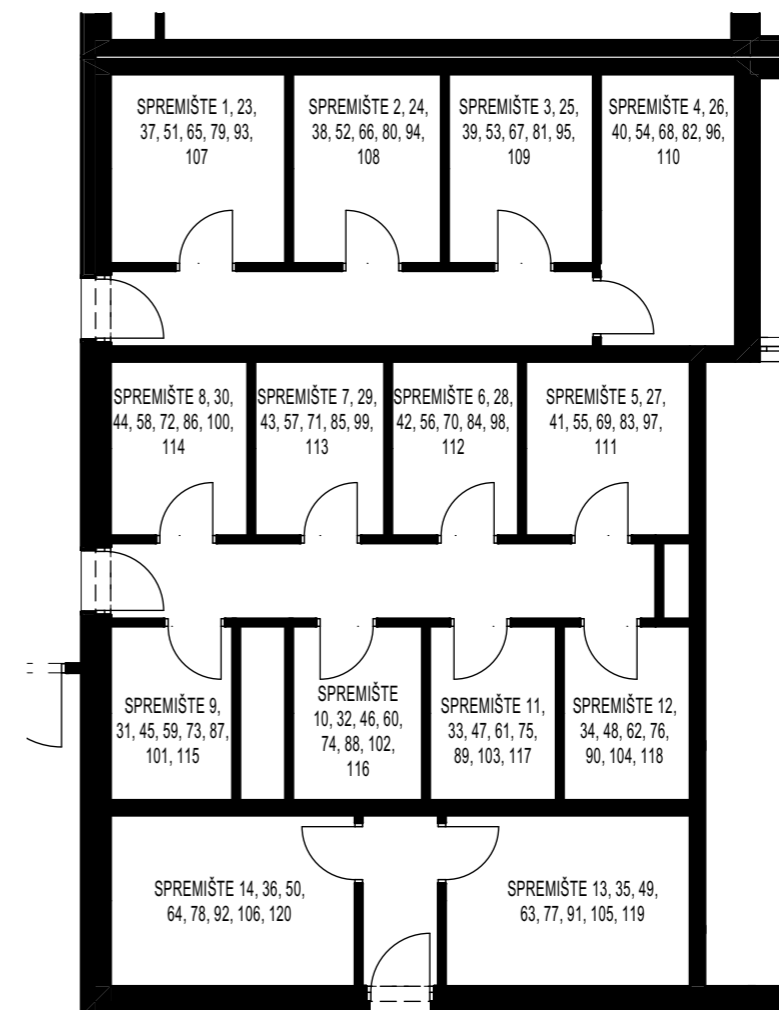 SPREMIŠTE 1, 23,
37, 51, 65, 79, 93,
107
SPREMIŠTE 2, 24,
38, 52, 66, 80, 94,
108
SPREMIŠTE 3, 25,
39, 53, 67, 81, 95,
109
SPREMIŠTE 4, 26,
40, 54, 68, 82, 96,
110
SPREMIŠTE 8, 30,
44, 58, 72, 86, 100,
114
SPREMIŠTE 7, 29,
43, 57, 71, 85, 99,
113
SPREMIŠTE 6, 28,
42, 56, 70, 84, 98,
112
SPREMIŠTE 5, 27,
41, 55, 69, 83, 97,
111
SPREMIŠTE 9,
31, 45, 59, 73, 87,
101, 115
SPREMIŠTE
10, 32, 46, 60,
74, 88, 102,
116
SPREMIŠTE 11,
33, 47, 61, 75,
89, 103, 117
SPREMIŠTE 12,
34, 48, 62, 76,
90, 104, 118
SPREMIŠTE 14, 36, 50,
64, 78, 92, 106, 120
SPREMIŠTE 13, 35, 49,
63, 77, 91, 105, 119